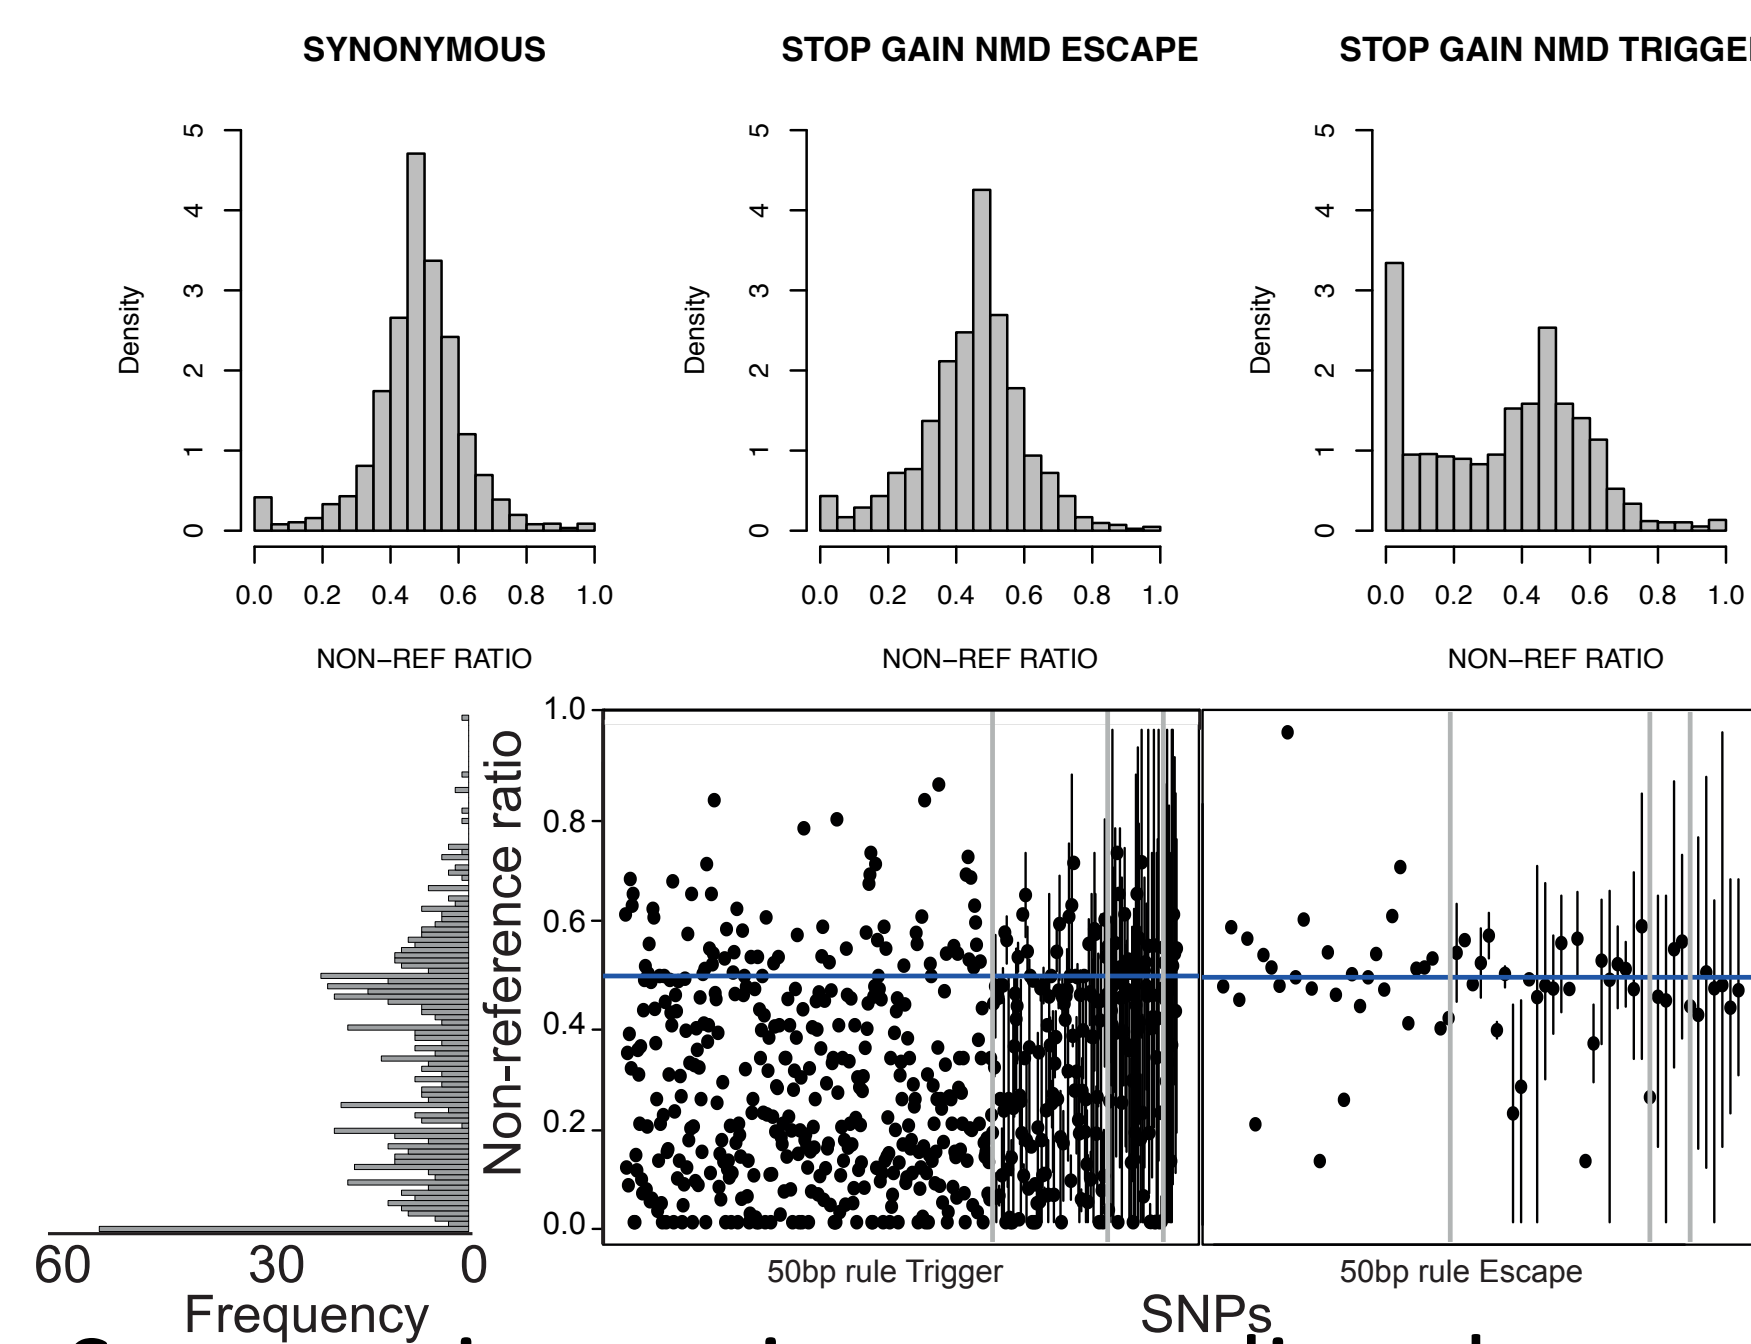 SYNONYMOUS
STOP GAIN NMD ESCAPE
STOP GAIN NMD TRIGGE
Density
0 1 2 3 4 5
0.0 0.2 0.4 0.6 0.8 1.0
NON−REF RATIO
Density
0 1 2 3 4 5
0.0 0.2 0.4 0.6 0.8 1.0
NON−REF RATIO
Density
0 1 2 3 4 5
0.0 0.2 0.4 0.6 0.8 1.0
NON−REF RATIO
60 30 0
Frequency
Non-reference ratio
1.0
0.8
0.6
0.4
0.2
0.0
50bp rule Trigger
50bp rule Escape
SNPs